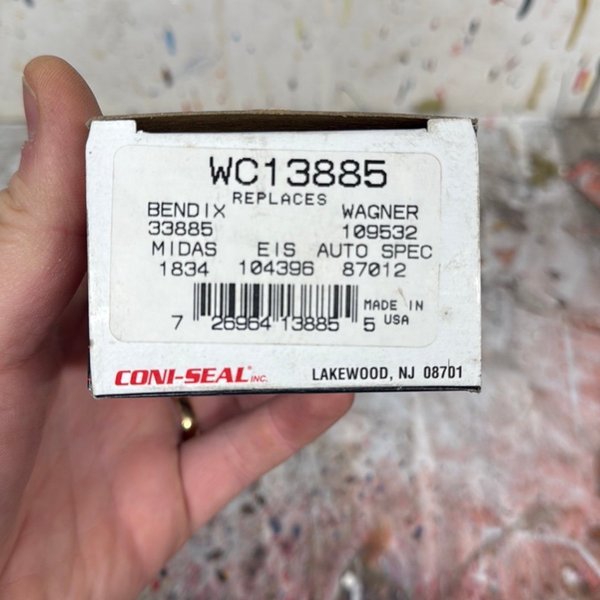 WC13885
REPLACES
BENDIX WAGNER
33885 109532
MIDAS EIS AUTO SPEC
1834 104396 87012
MADE IN
USA
7 26964 13885 5
CONI-SEAL® INC. LAKEWOOD, NJ 08701